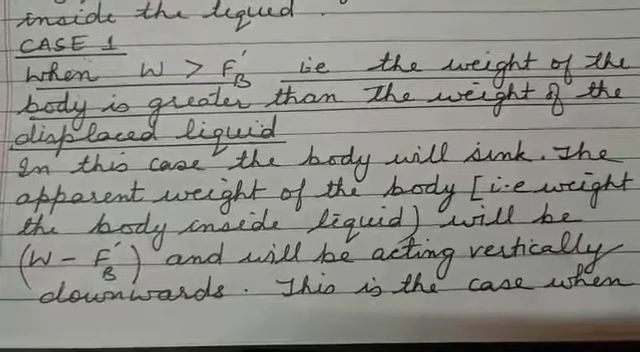 inside the liquid.
CASE 1
When W > F'B i.e the weight of the
body is greater than The weight of the
displaced liquid
In this case the body will sink. The
apparent weight of the body [i.e weight
the body inside liquid) will be
(W - F'B) and will be acting vertically
downwards. This is the case when